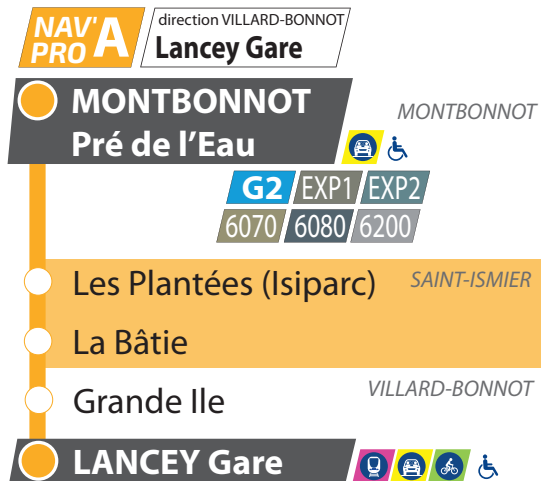 NAV'A
PRO
direction VILLARD-BONNOT
Lancey Gare
MONTBONNOT
Pré de l'Eau
MONTBONNOT
G2 EXP1 EXP2
6070 6080 6200
Les Plantées (Isiparc)
SAINT-ISMIER
La Bâtie
Grande Ile
VILLARD-BONNOT
LANCEY Gare